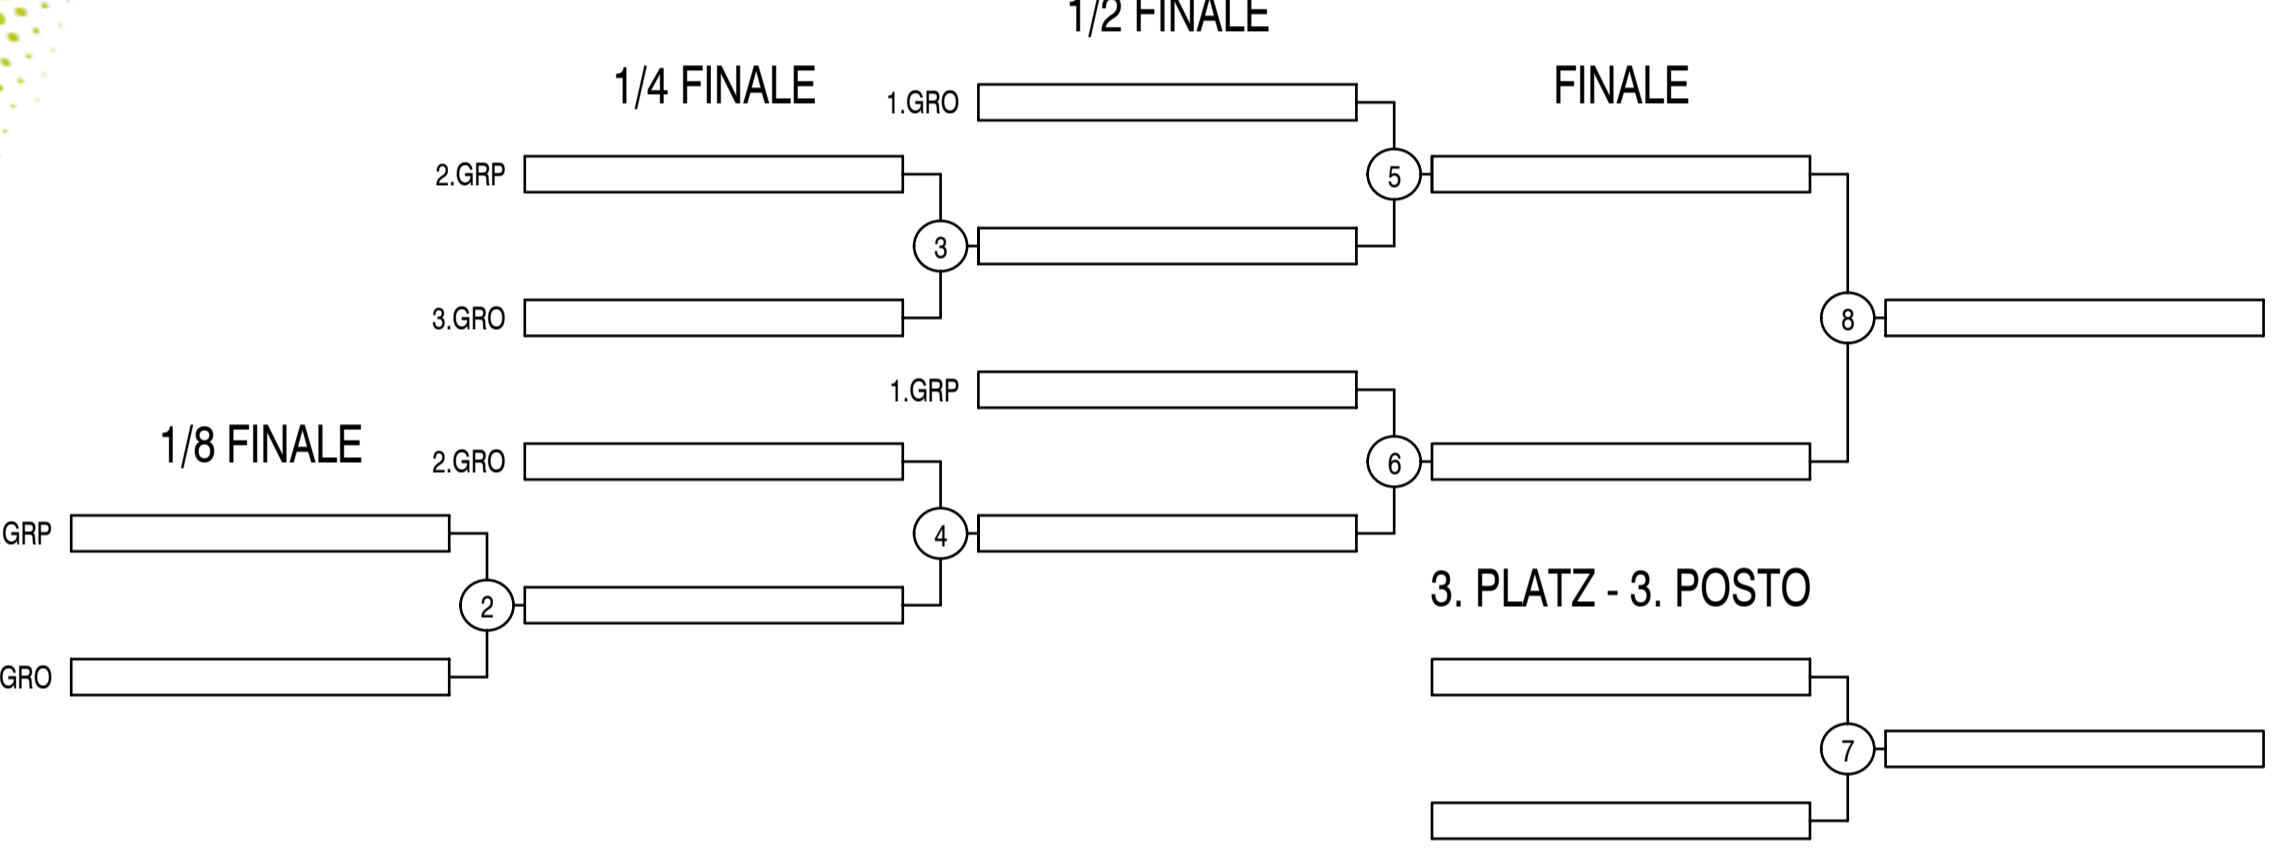 1/2 FINALE
1/4 FINALE
FINALE
1.GRO
2.GRP
5
3
3.GRO
8
1.GRP
1/8 FINALE
2.GRO
6
GRP
4
3. PLATZ - 3. POSTO
2
GRO
7